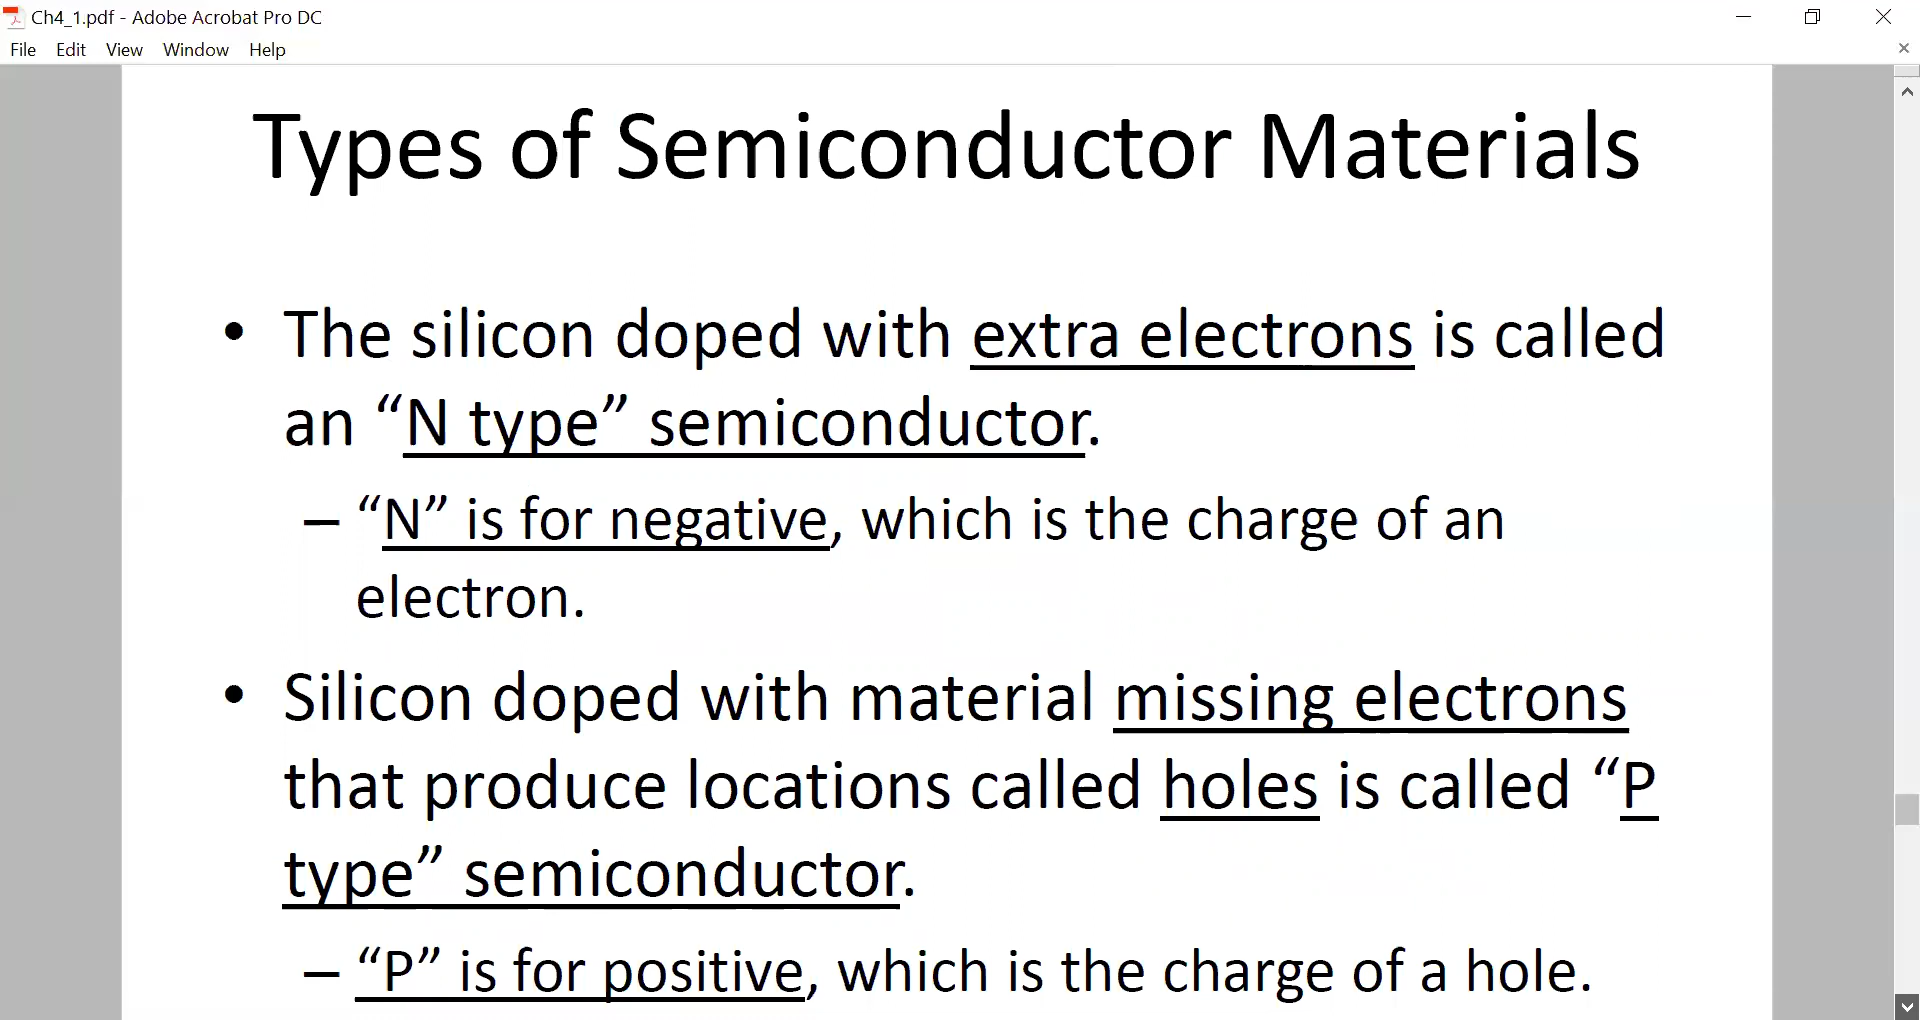 Ch4_1.pdf - Adobe Acrobat Pro DC
File Edit View Window Help
Types of Semiconductor Materials
• The silicon doped with extra electrons is called
an “N type” semiconductor.
– “N” is for negative, which is the charge of an
electron.
• Silicon doped with material missing electrons
that produce locations called holes is called “P
type” semiconductor.
– “P” is for positive, which is the charge of a hole.